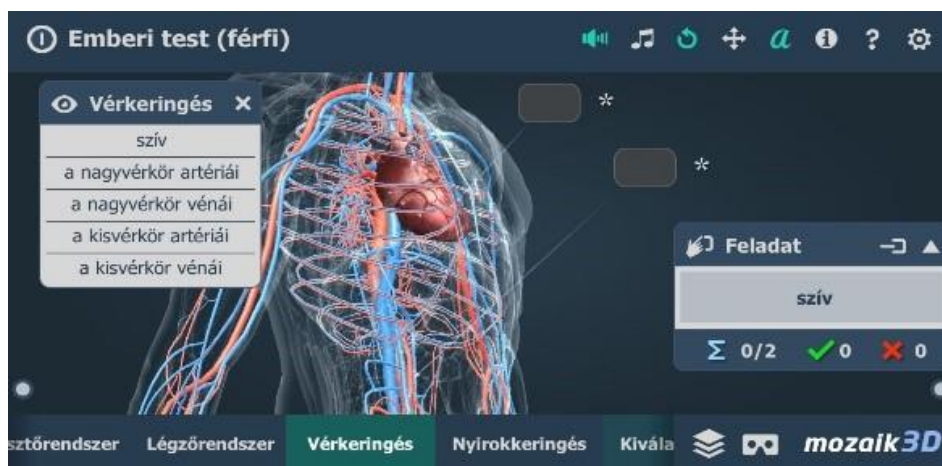 Emberi test (férfi)
Vérkeringés
szív
a nagyvérkör artériái
a nagyvérkör vénái
a kisvérkör artériái
a kisvérkör vénái
*
*
Feladat
szív
Σ 0/2 0 0
sztőrendszer Légzőrendszer Vérkeringés Nyirokkeringés Kivála
mozaik3D